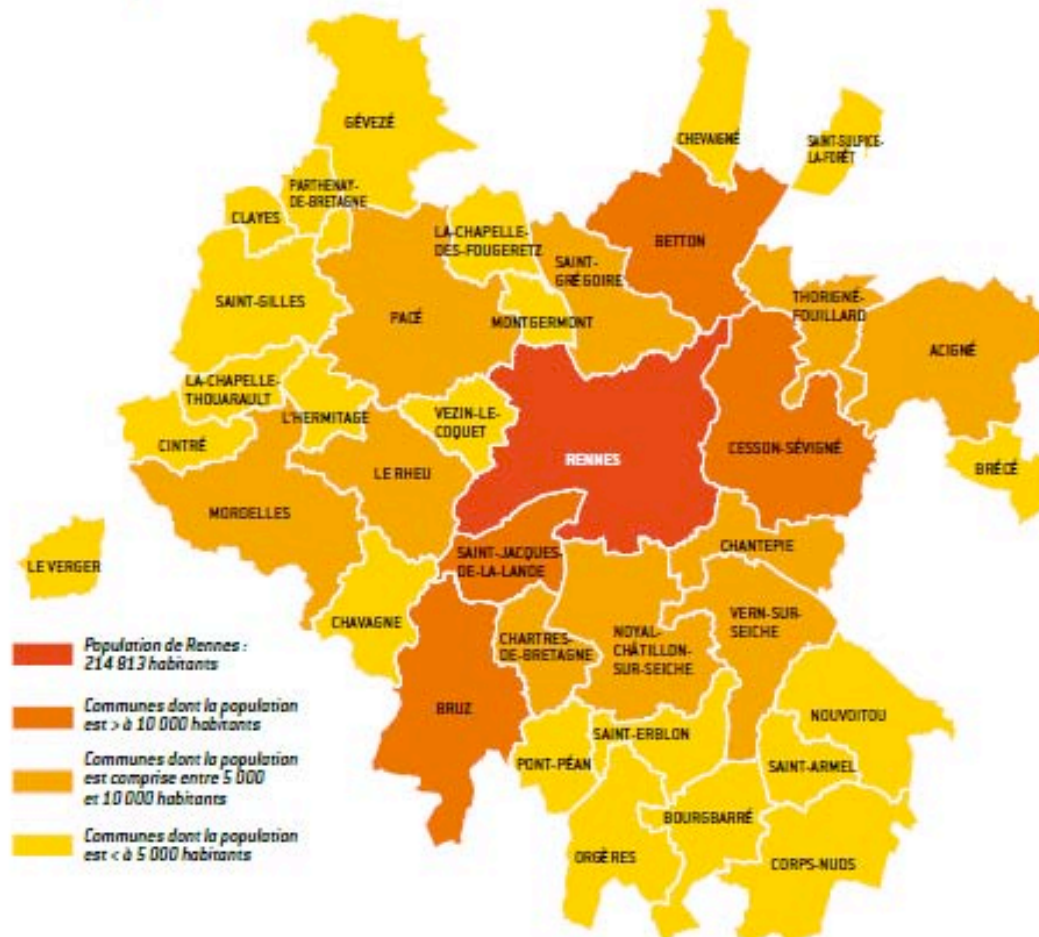 GÉVEZÉ
CHEVAIGNÉ
SAINT-SULPICE-
LA-FORÊT
PARTHENAY-
DE-BRETAGNE
CLAYES
LA-CHAPELLE-
DES-FOUGERETZ
BETTON
SAINT-
GRÉGOIRE
SAINT-GILLES
THORIGNÉ-
FOUILLARD
PACÉ
MONTGERMONT
ACIGNÉ
LA-CHAPELLE-
THOUARAULT
L'HERMITAGE
VEZIN-LE-
COQUET
CINTRÉ
RENNES
CESSON-SÉVIGNÉ
BRÉCÉ
LE RHEU
MORDELLES
CHANTEPIE
SAINT-JACQUES-
DE-LA-LANDE
LE VERGER
CHAVAGNE
CHARTRES-
DE-BRETAGNE
NOYAL-
CHÂTILLON-
SUR-SEICHE
VERN-SUR-
SEICHE
BRUZ
NOUVOITOU
SAINT-ERBLON
PONT-PÉAN
SAINT-ARMEL
BOURGBARRÉ
ORGÈRES
CORPS-NUDS
Population de Rennes :
214 813 habitants
Communes dont la population
est > à 10 000 habitants
Communes dont la population
est comprise entre 5 000
et 10 000 habitants
Communes dont la population
est < à 5 000 habitants